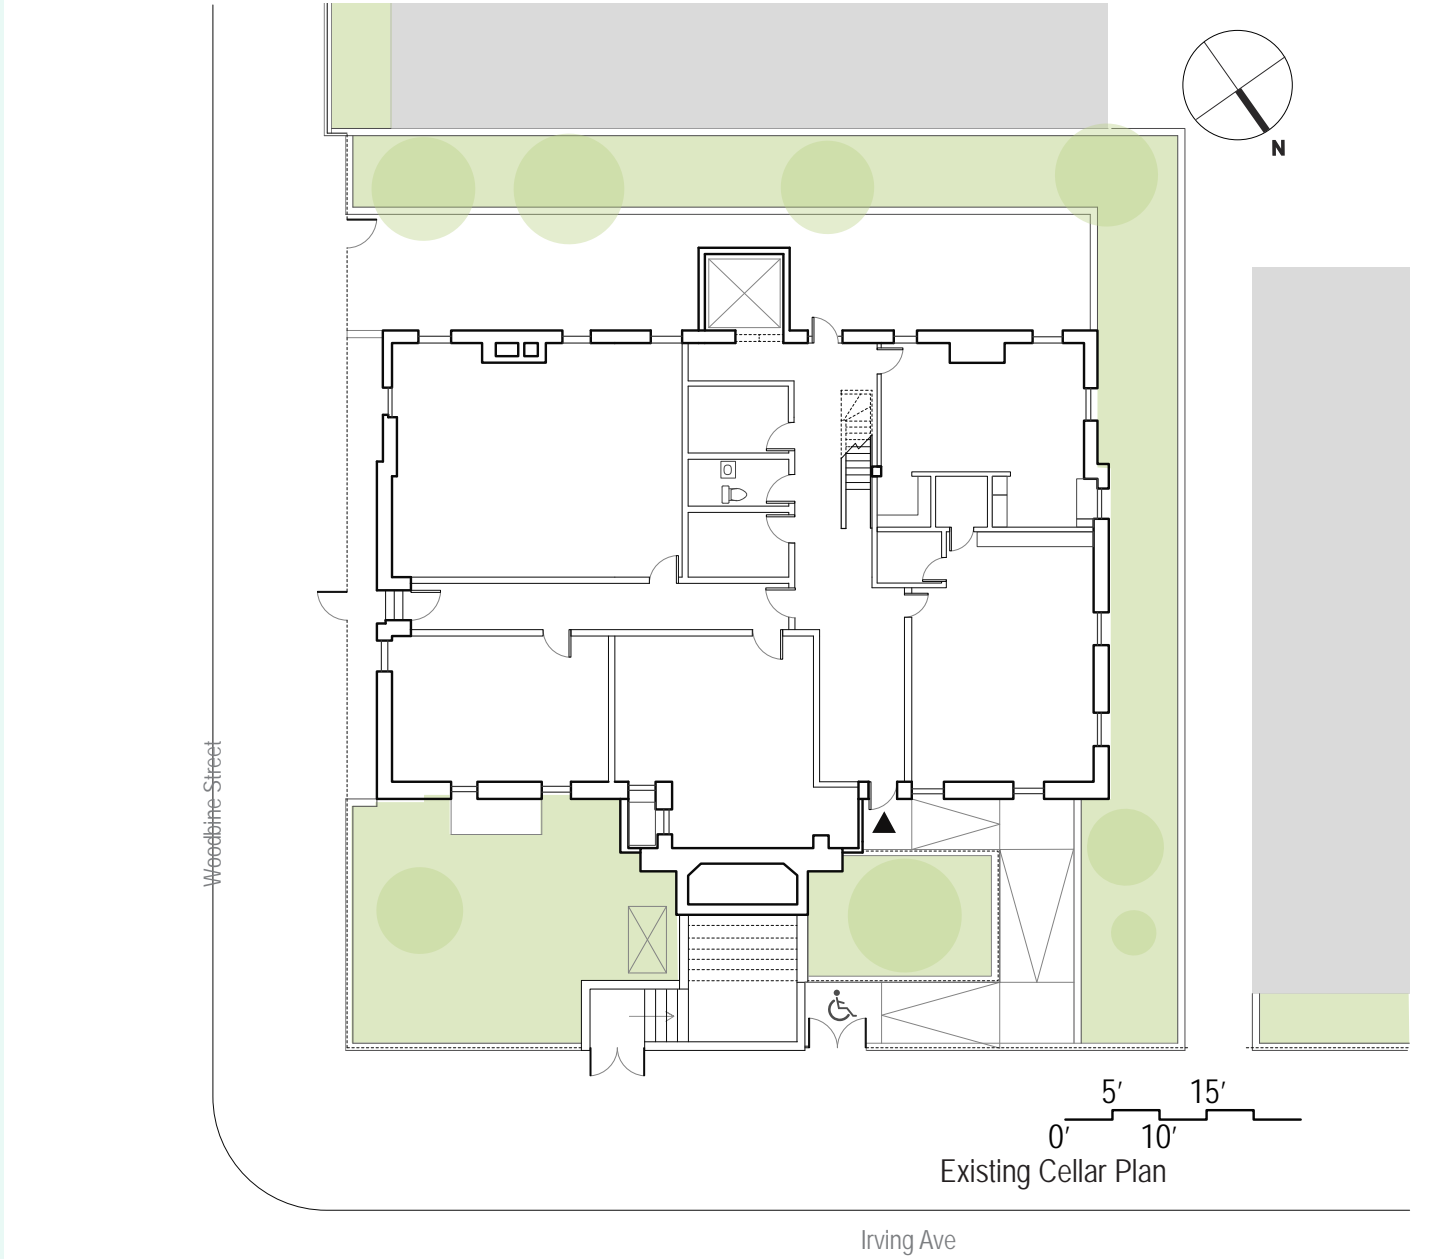 N
Woodbine Street
5' 15'
0' 10'
Existing Cellar Plan
Irving Ave